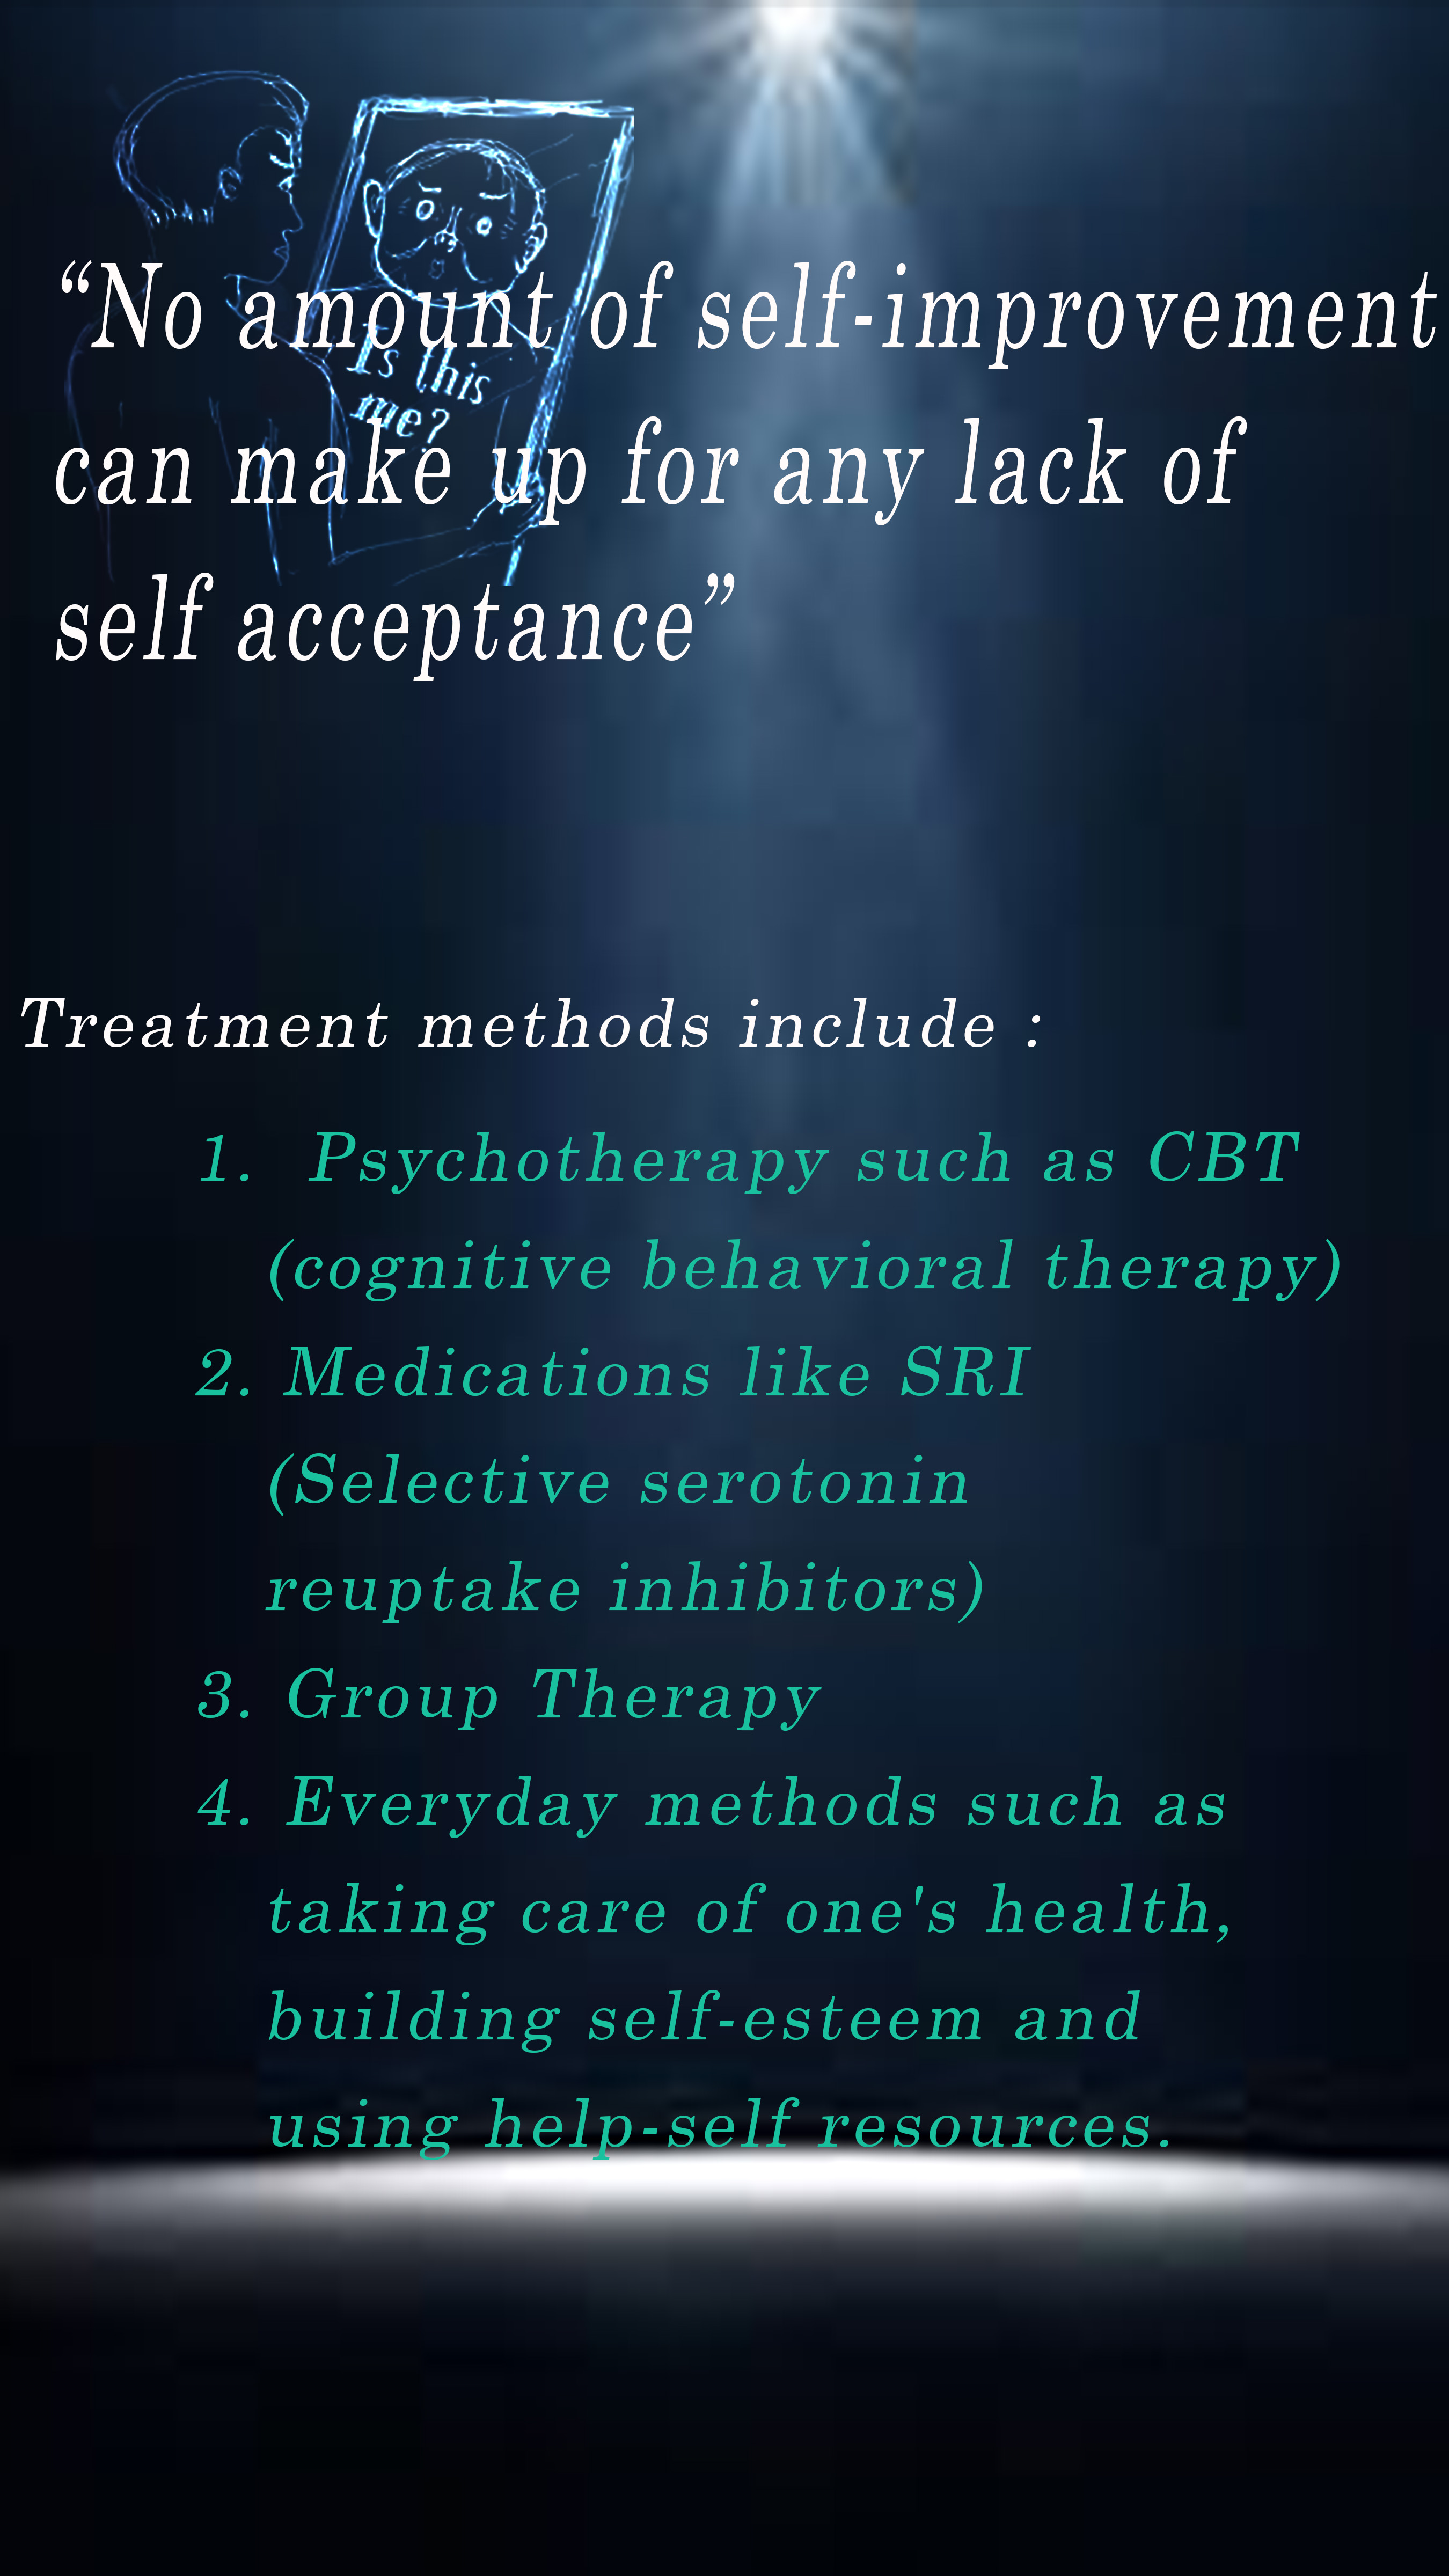 Is this
me?
“No amount of self-improvement
can make up for any lack of
self acceptance”
Treatment methods include :
1. Psychotherapy such as CBT
(cognitive behavioral therapy)
2. Medications like SRI
(Selective serotonin
reuptake inhibitors)
3. Group Therapy
4. Everyday methods such as
taking care of one's health,
building self-esteem and
using help-self resources.